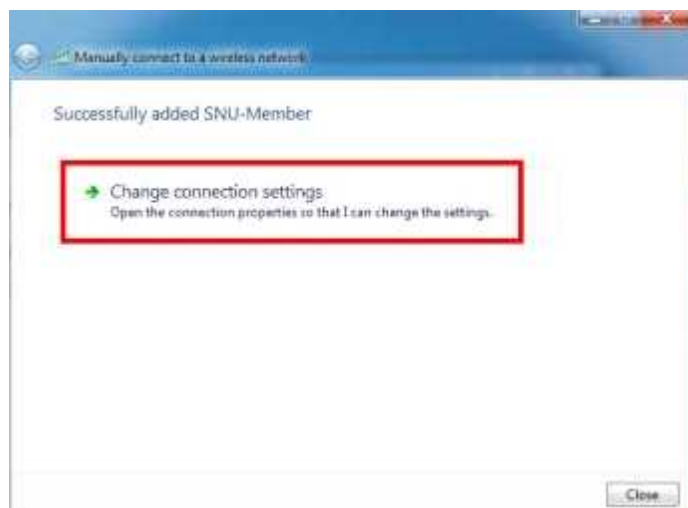 Manually connect to a wireless network
Successfully added SNU-Member
Change connection settings
Open the connection properties so that I can change the settings.
Close